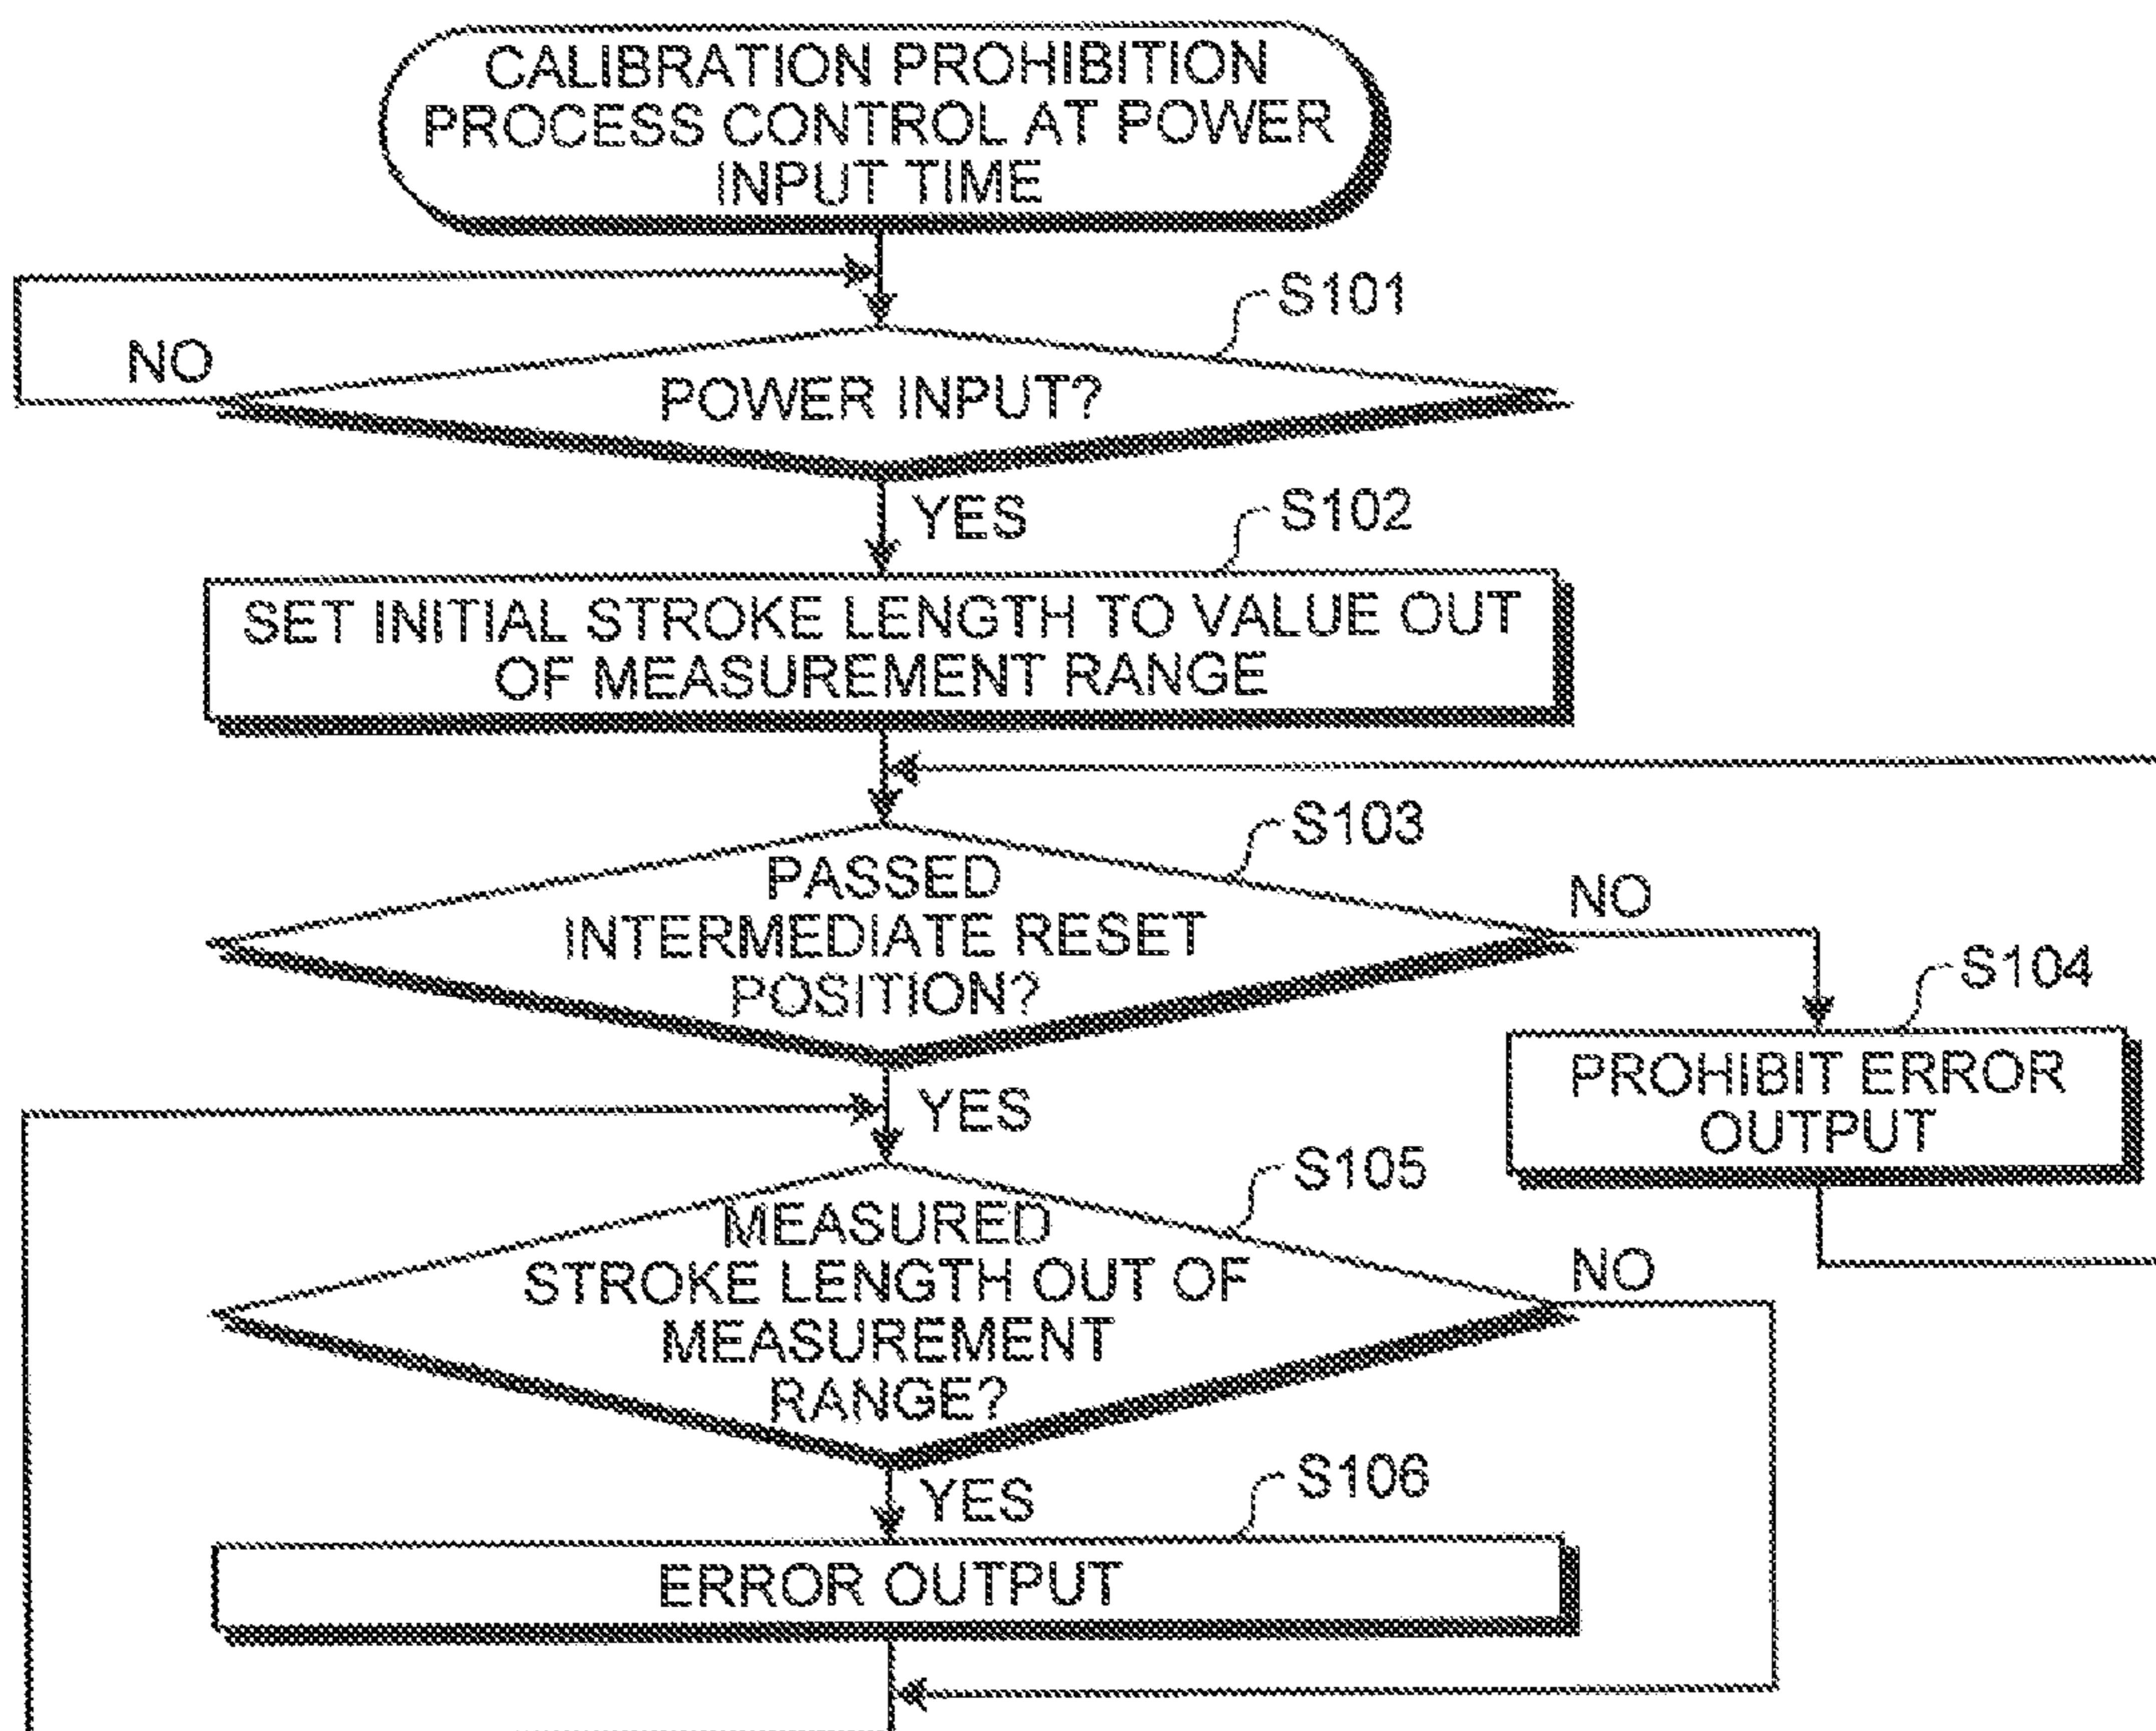 CALIBRATION PROHIBITION
PROCESS CONTROL AT POWER
INPUT TIME
S101
NO
POWER INPUT?
YES
S102
SET INITIAL STROKE LENGTH TO VALUE OUT
OF MEASUREMENT RANGE
S103
PASSED
INTERMEDIATE RESET
POSITION?
NO
S104
PROHIBIT ERROR
OUTPUT
YES
S105
MEASURED
STROKE LENGTH OUT OF
MEASUREMENT
RANGE?
NO
YES
S106
ERROR OUTPUT